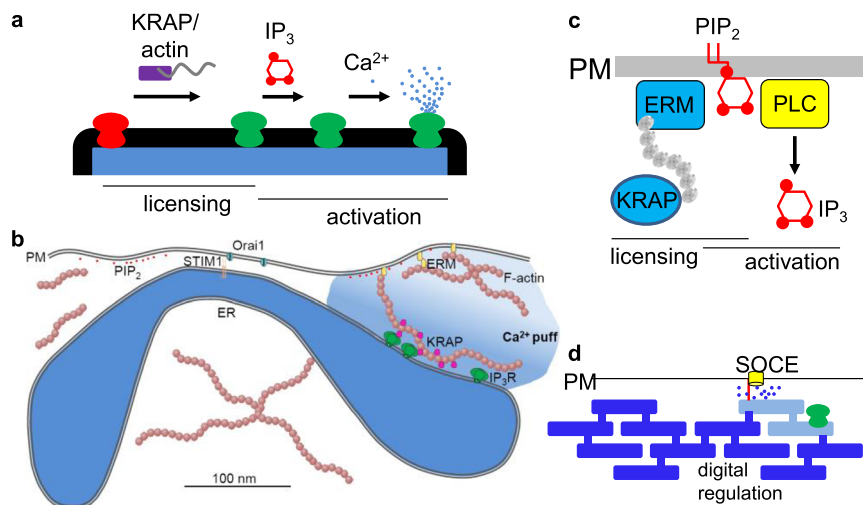 a
KRAP/
actin
IP3
Ca2+
licensing
activation
b
PM
PIP2
STIM1
Orai1
ER
ERM
F-actin
KRAP
Ca2+ puff
IP3R
100 nm
c
PIP2
PM
ERM
PLC
KRAP
IP3
licensing
activation
d
SOCE
PM
digital
regulation